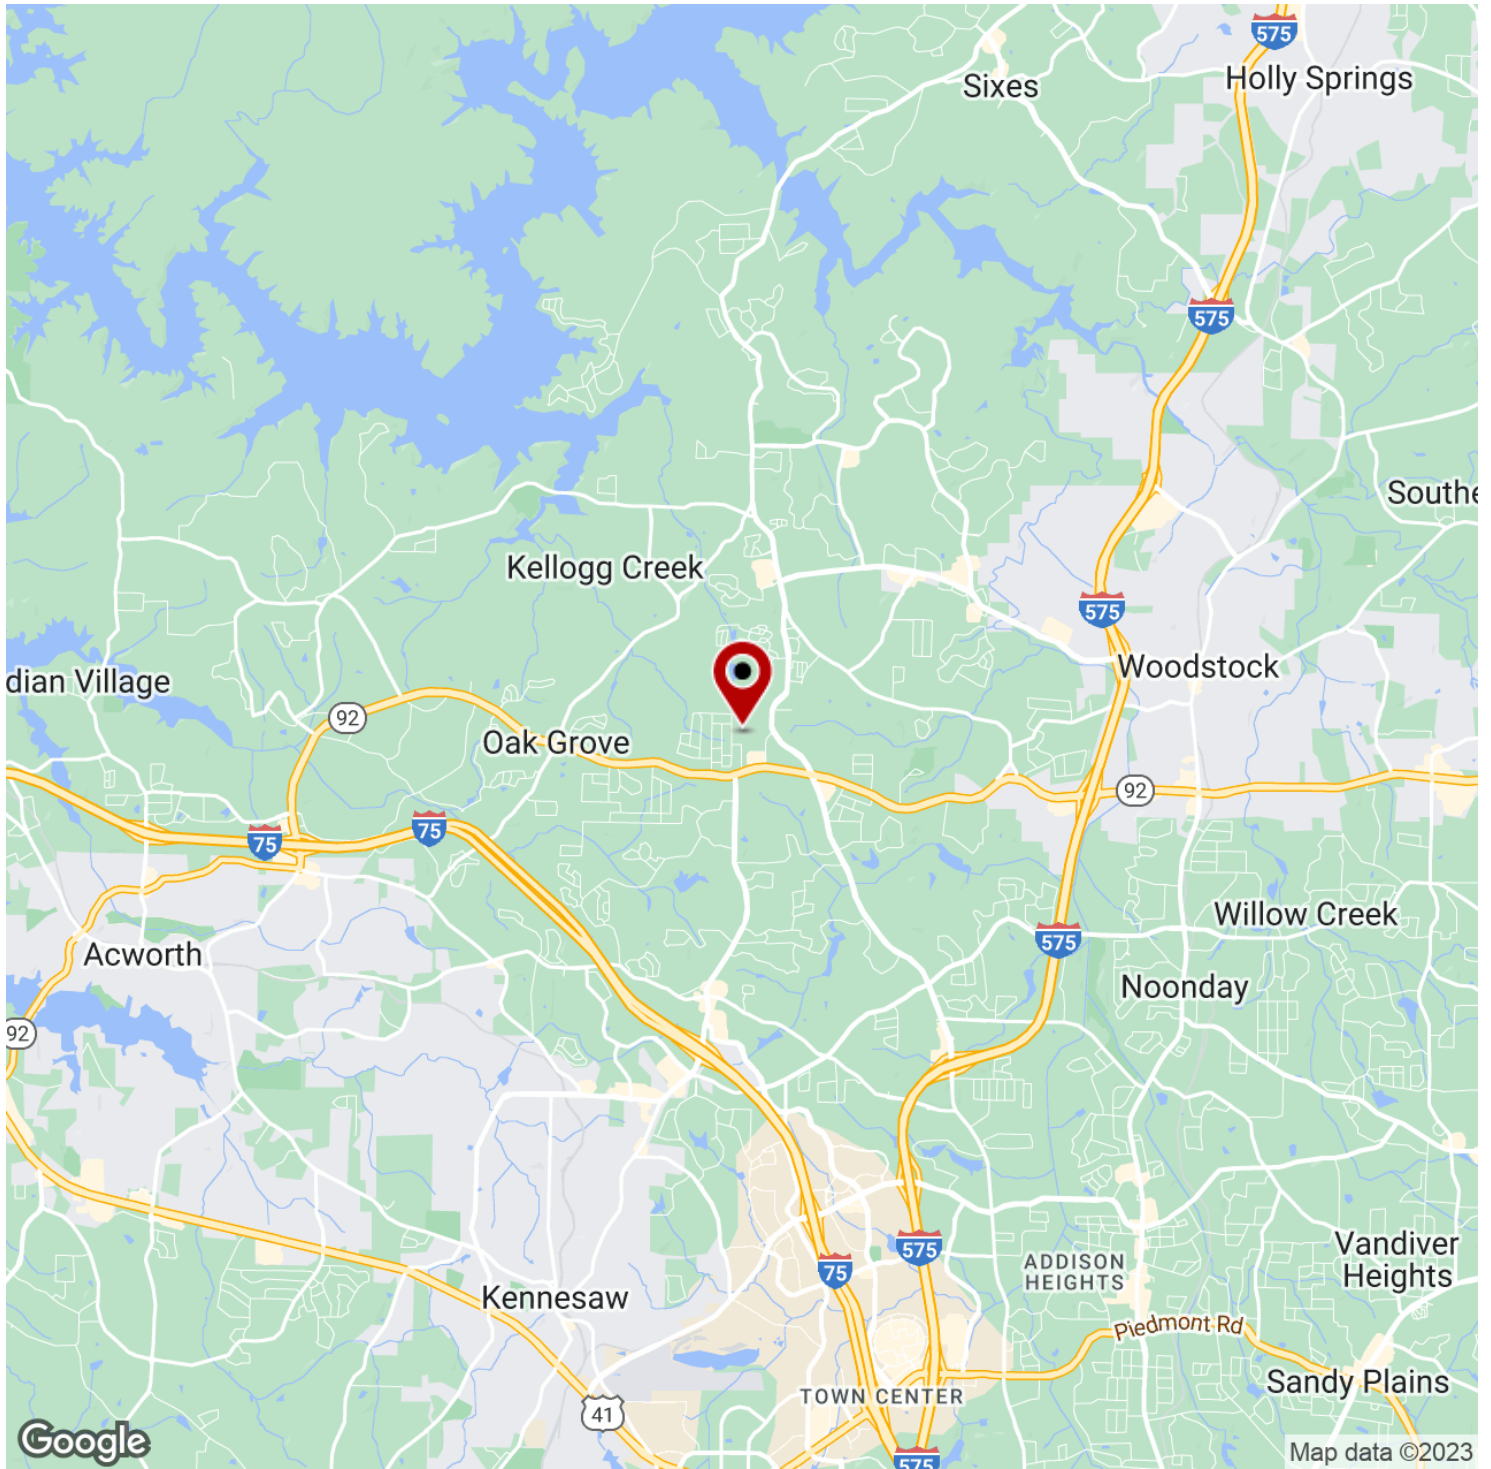 575
Sixes
Holly Springs
575
Southe
Kellogg Creek
575
Woodstock
dian Village
92
Oak Grove
92
75
75
Willow Creek
575
Acworth
Noonday
92
Vandiver
Heights
575
ADDISON
HEIGHTS
75
Kennesaw
Piedmont Rd
Sandy Plains
TOWN CENTER
41
Google
Map data ©2023
575